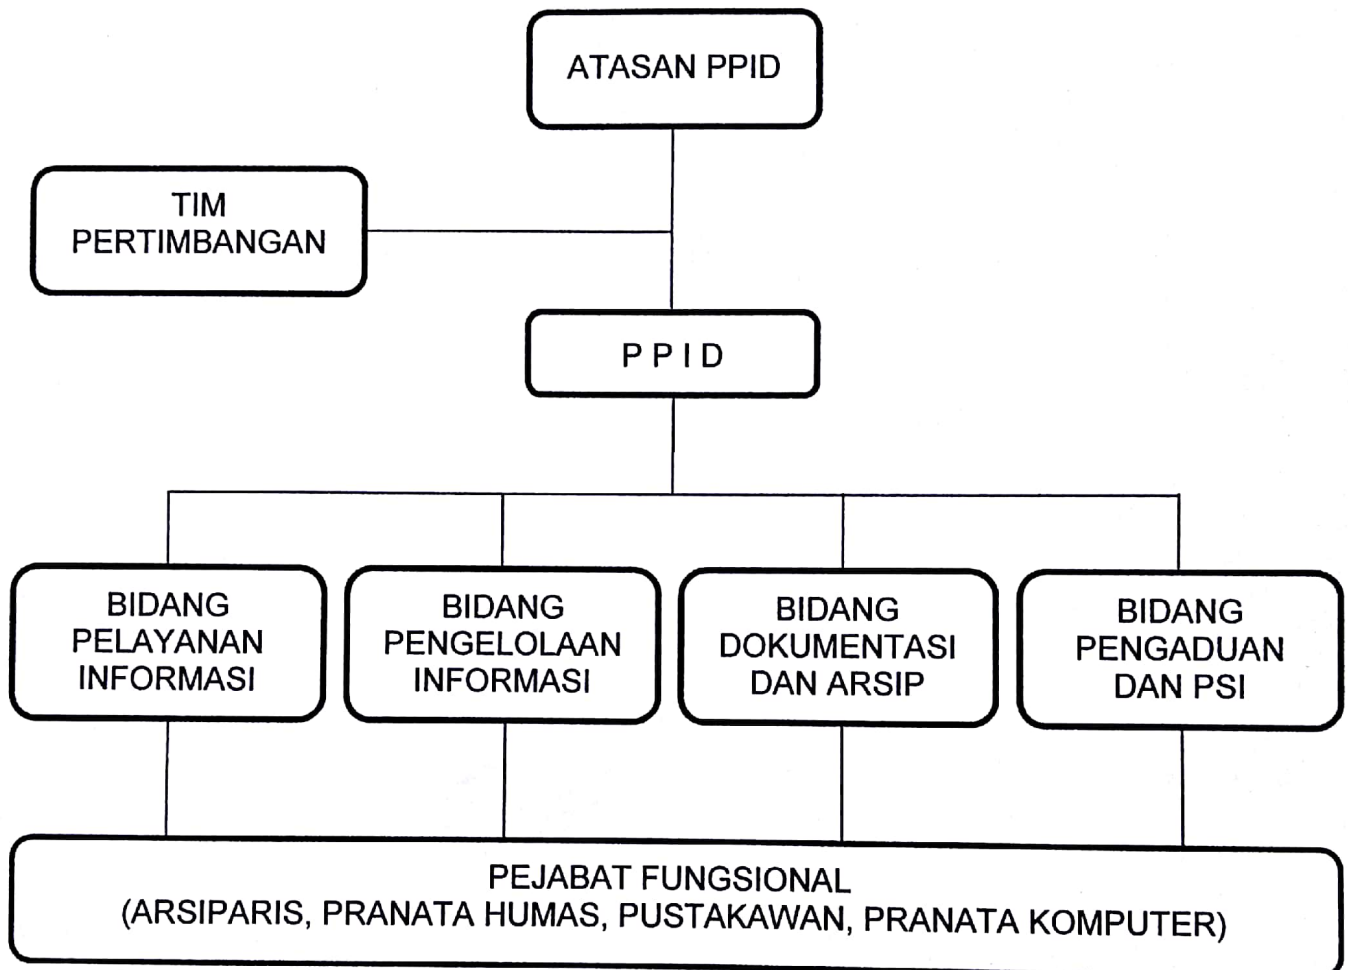 ATASAN PPID
TIM
PERTIMBANGAN
P P I D
BIDANG
PELAYANAN
INFORMASI
BIDANG
PENGELOLAAN
INFORMASI
BIDANG
DOKUMENTASI
DAN ARSIP
BIDANG
PENGADUAN
DAN PSI
PEJABAT FUNGSIONAL
(ARSIPARIS, PRANATA HUMAS, PUSTAKAWAN, PRANATA KOMPUTER)